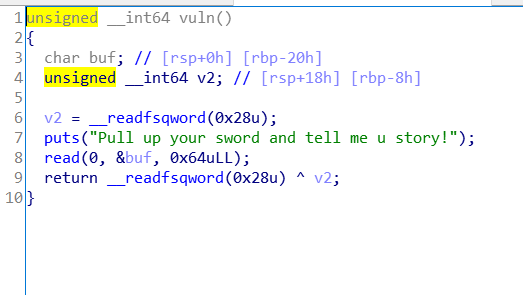 1 unsigned __int64 vuln()
2 {
3 char buf; // [rsp+0h] [rbp-20h]
4 unsigned __int64 v2; // [rsp+18h] [rbp-8h]
5
6 v2 = __readfsqword(0x28u);
7 puts("Pull up your sword and tell me u story!");
8 read(0, &buf, 0x64uLL);
9 return __readfsqword(0x28u) ^ v2;
10 }